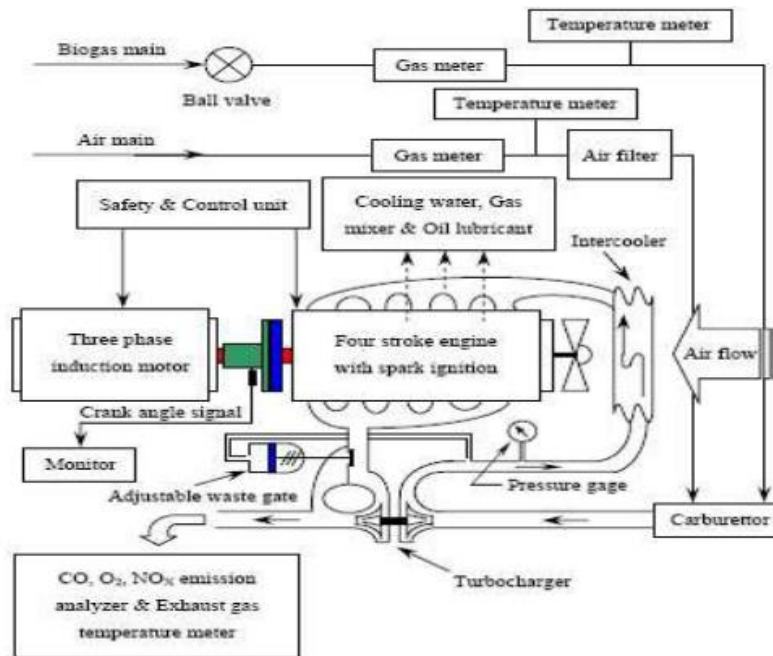 Temperature meter
Biogas main
Gas meter
Ball valve
Temperature meter
Air main
Gas meter
Air filter
Safety & Control unit
Cooling water, Gas
mixer & Oil lubricant
Intercooler
Three phase
induction motor
Four stroke engine
with spark ignition
Air flow
Crank angle signal
Monitor
Adjustable waste gate
Pressure gage
Carburettor
Turbocharger
CO, O₂, NOₓ emission
analyzer & Exhaust gas
temperature meter